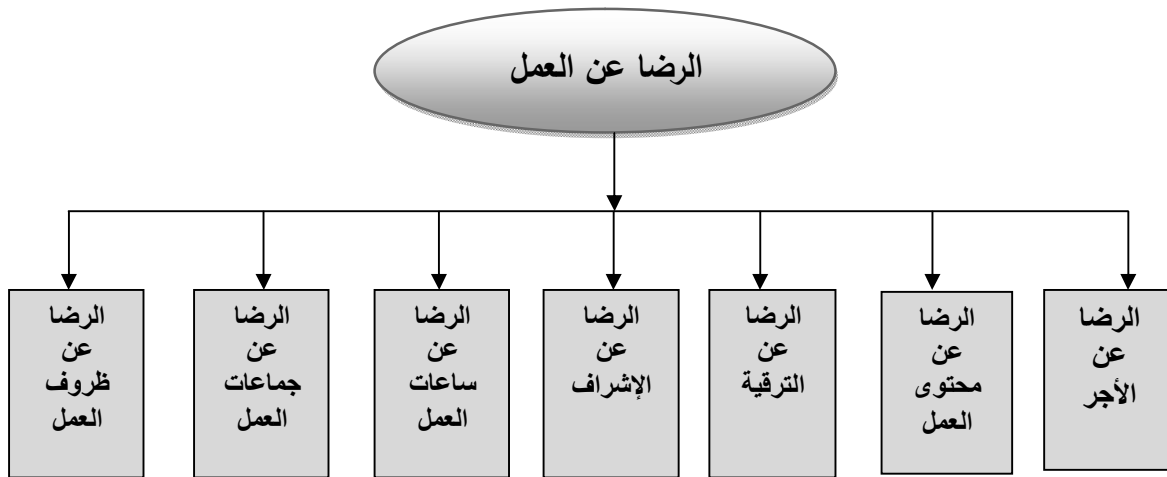 الرضا عن العمل
الرضا
عن
الأجر
الرضا
عن
محتوى
العمل
الرضا
عن
الترقية
الرضا
عن
الإشراف
الرضا
عن
ساعات
العمل
الرضا
عن
جماعات
العمل
الرضا
عن
ظروف
العمل